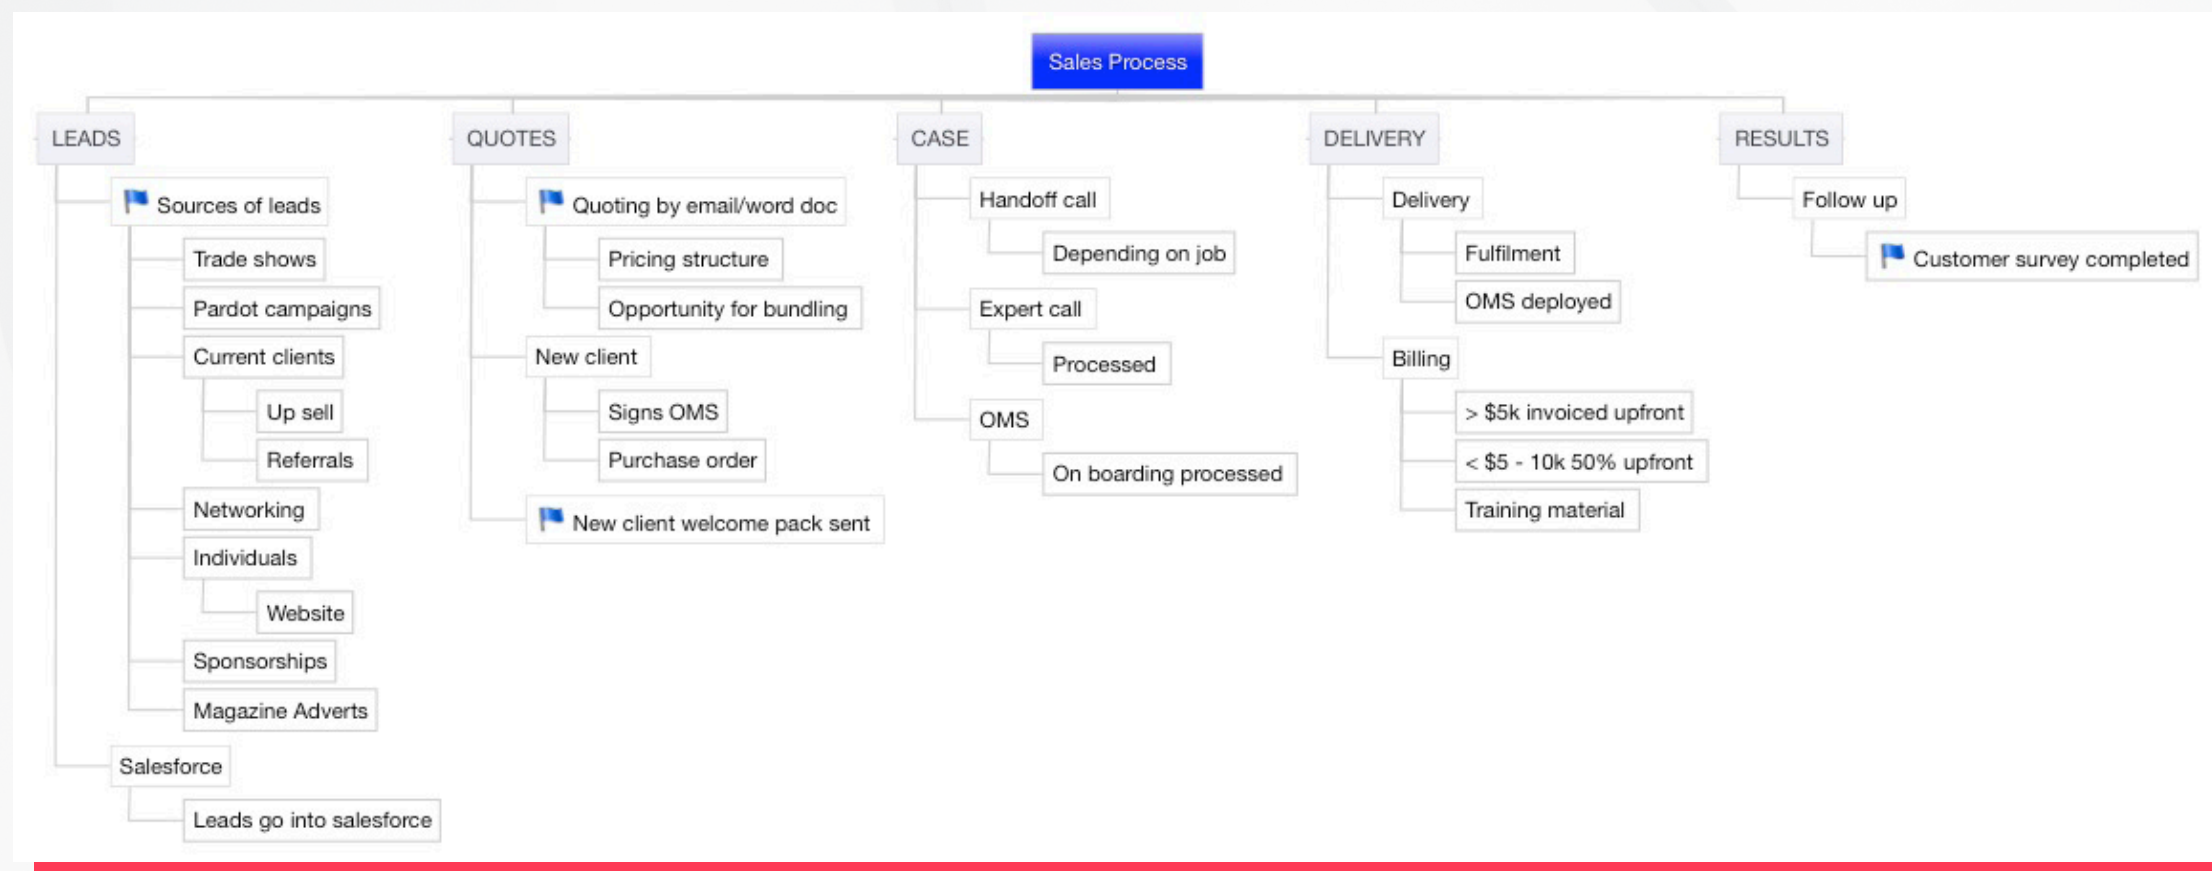 Sales Process
LEADS
Sources of leads
Trade shows
Pardot campaigns
Current clients
Up sell
Referrals
Networking
Individuals
Website
Sponsorships
Magazine Adverts
Salesforce
Leads go into salesforce
QUOTES
Quoting by email/word doc
Pricing structure
Opportunity for bundling
New client
Signs OMS
Purchase order
New client welcome pack sent
CASE
Handoff call
Depending on job
Expert call
Processed
OMS
On boarding processed
DELIVERY
Delivery
Fulfilment
OMS deployed
Billing
> $5k invoiced upfront
< $5 - 10k 50% upfront
Training material
RESULTS
Follow up
Customer survey completed